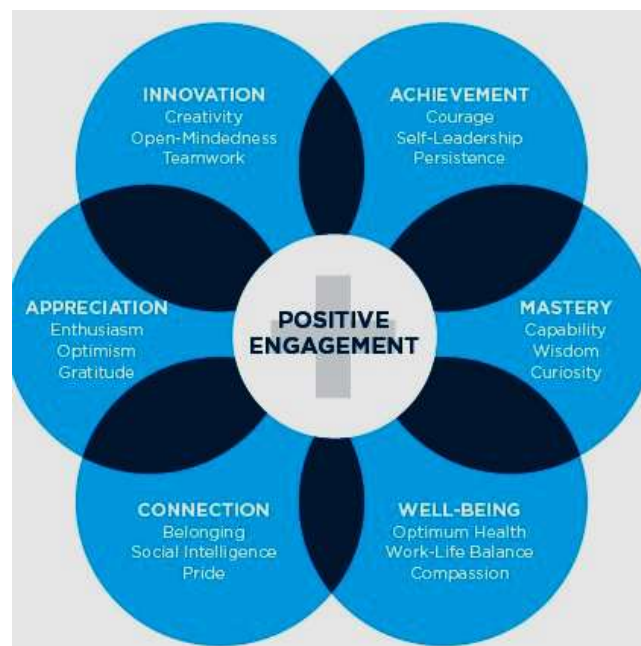 INNOVATION
Creativity
Open-Mindedness
Teamwork
ACHIEVEMENT
Courage
Self-Leadership
Persistence
APPRECIATION
Enthusiasm
Optimism
Gratitude
POSITIVE
ENGAGEMENT
MASTERY
Capability
Wisdom
Curiosity
CONNECTION
Belonging
Social Intelligence
Pride
WELL-BEING
Optimum Health
Work-Life Balance
Compassion